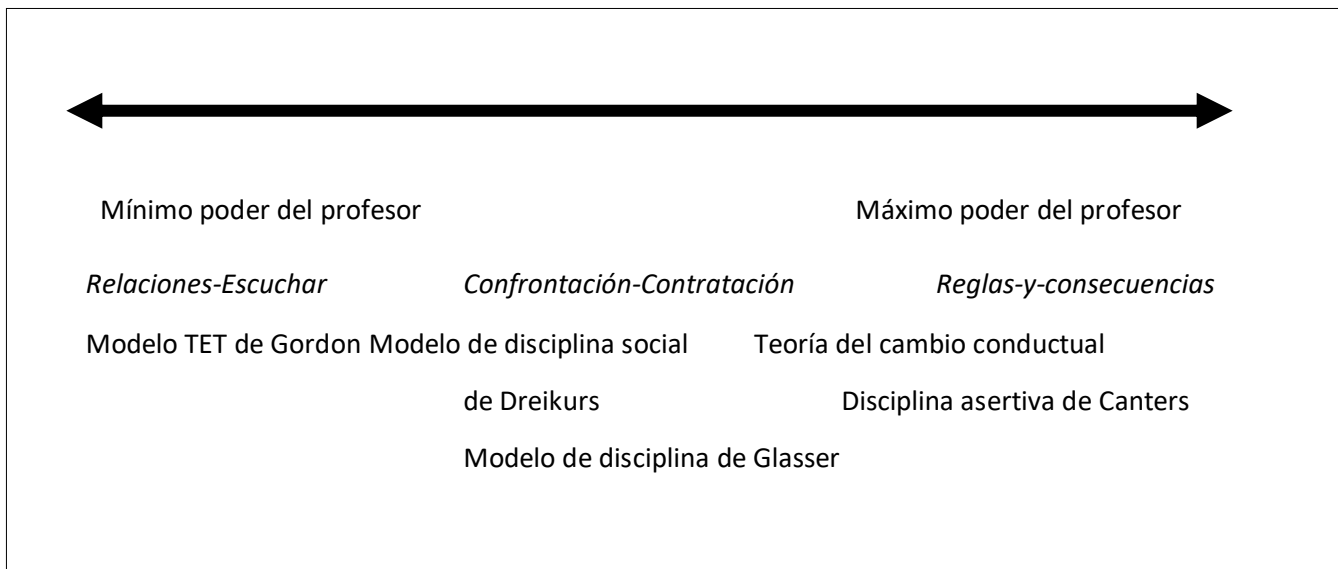 Mínimo poder del profesor Máximo poder del profesor
Relaciones-Escuchar Confrontación-Contratación Reglas-y-consecuencias
Modelo TET de Gordon Modelo de disciplina social Teoría del cambio conductual
de Dreikurs Disciplina asertiva de Canters
Modelo de disciplina de Glasser